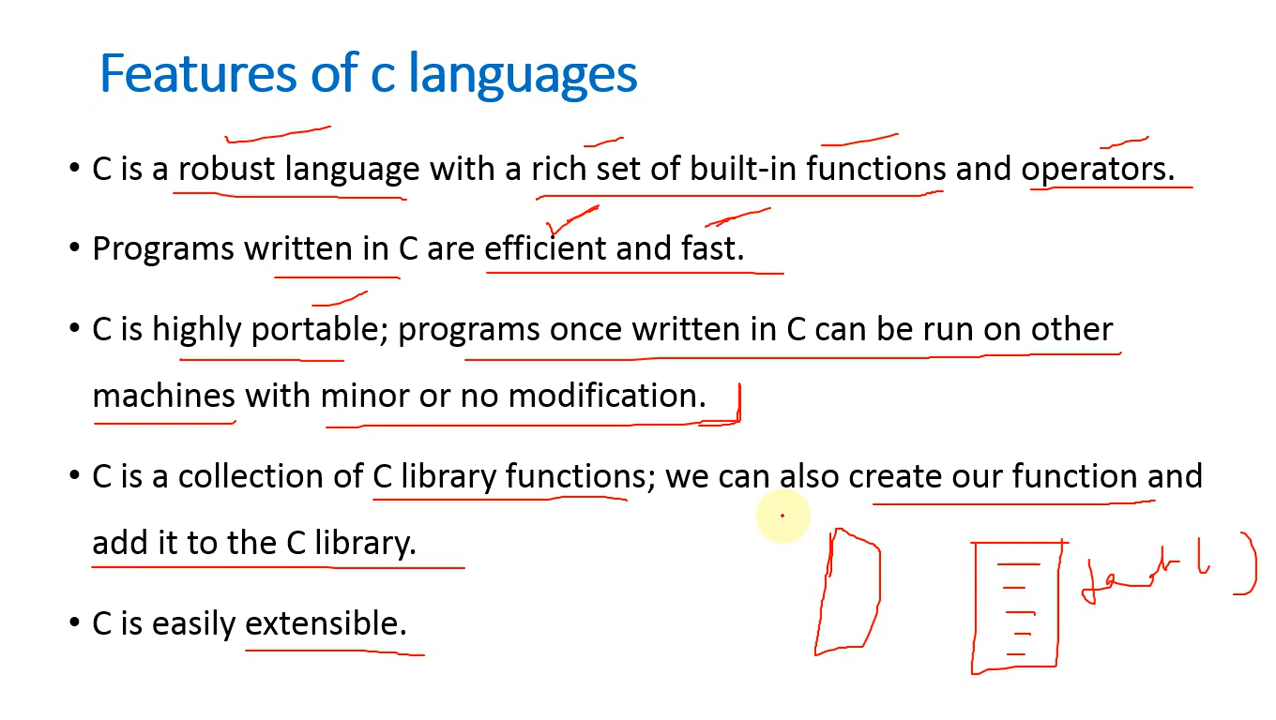 Features of c languages
• C is a robust language with a rich set of built-in functions and operators.
• Programs written in C are efficient and fast.
• C is highly portable; programs once written in C can be run on other
machines with minor or no modification.
• C is a collection of C library functions; we can also create our function and
add it to the C library.
• C is easily extensible.